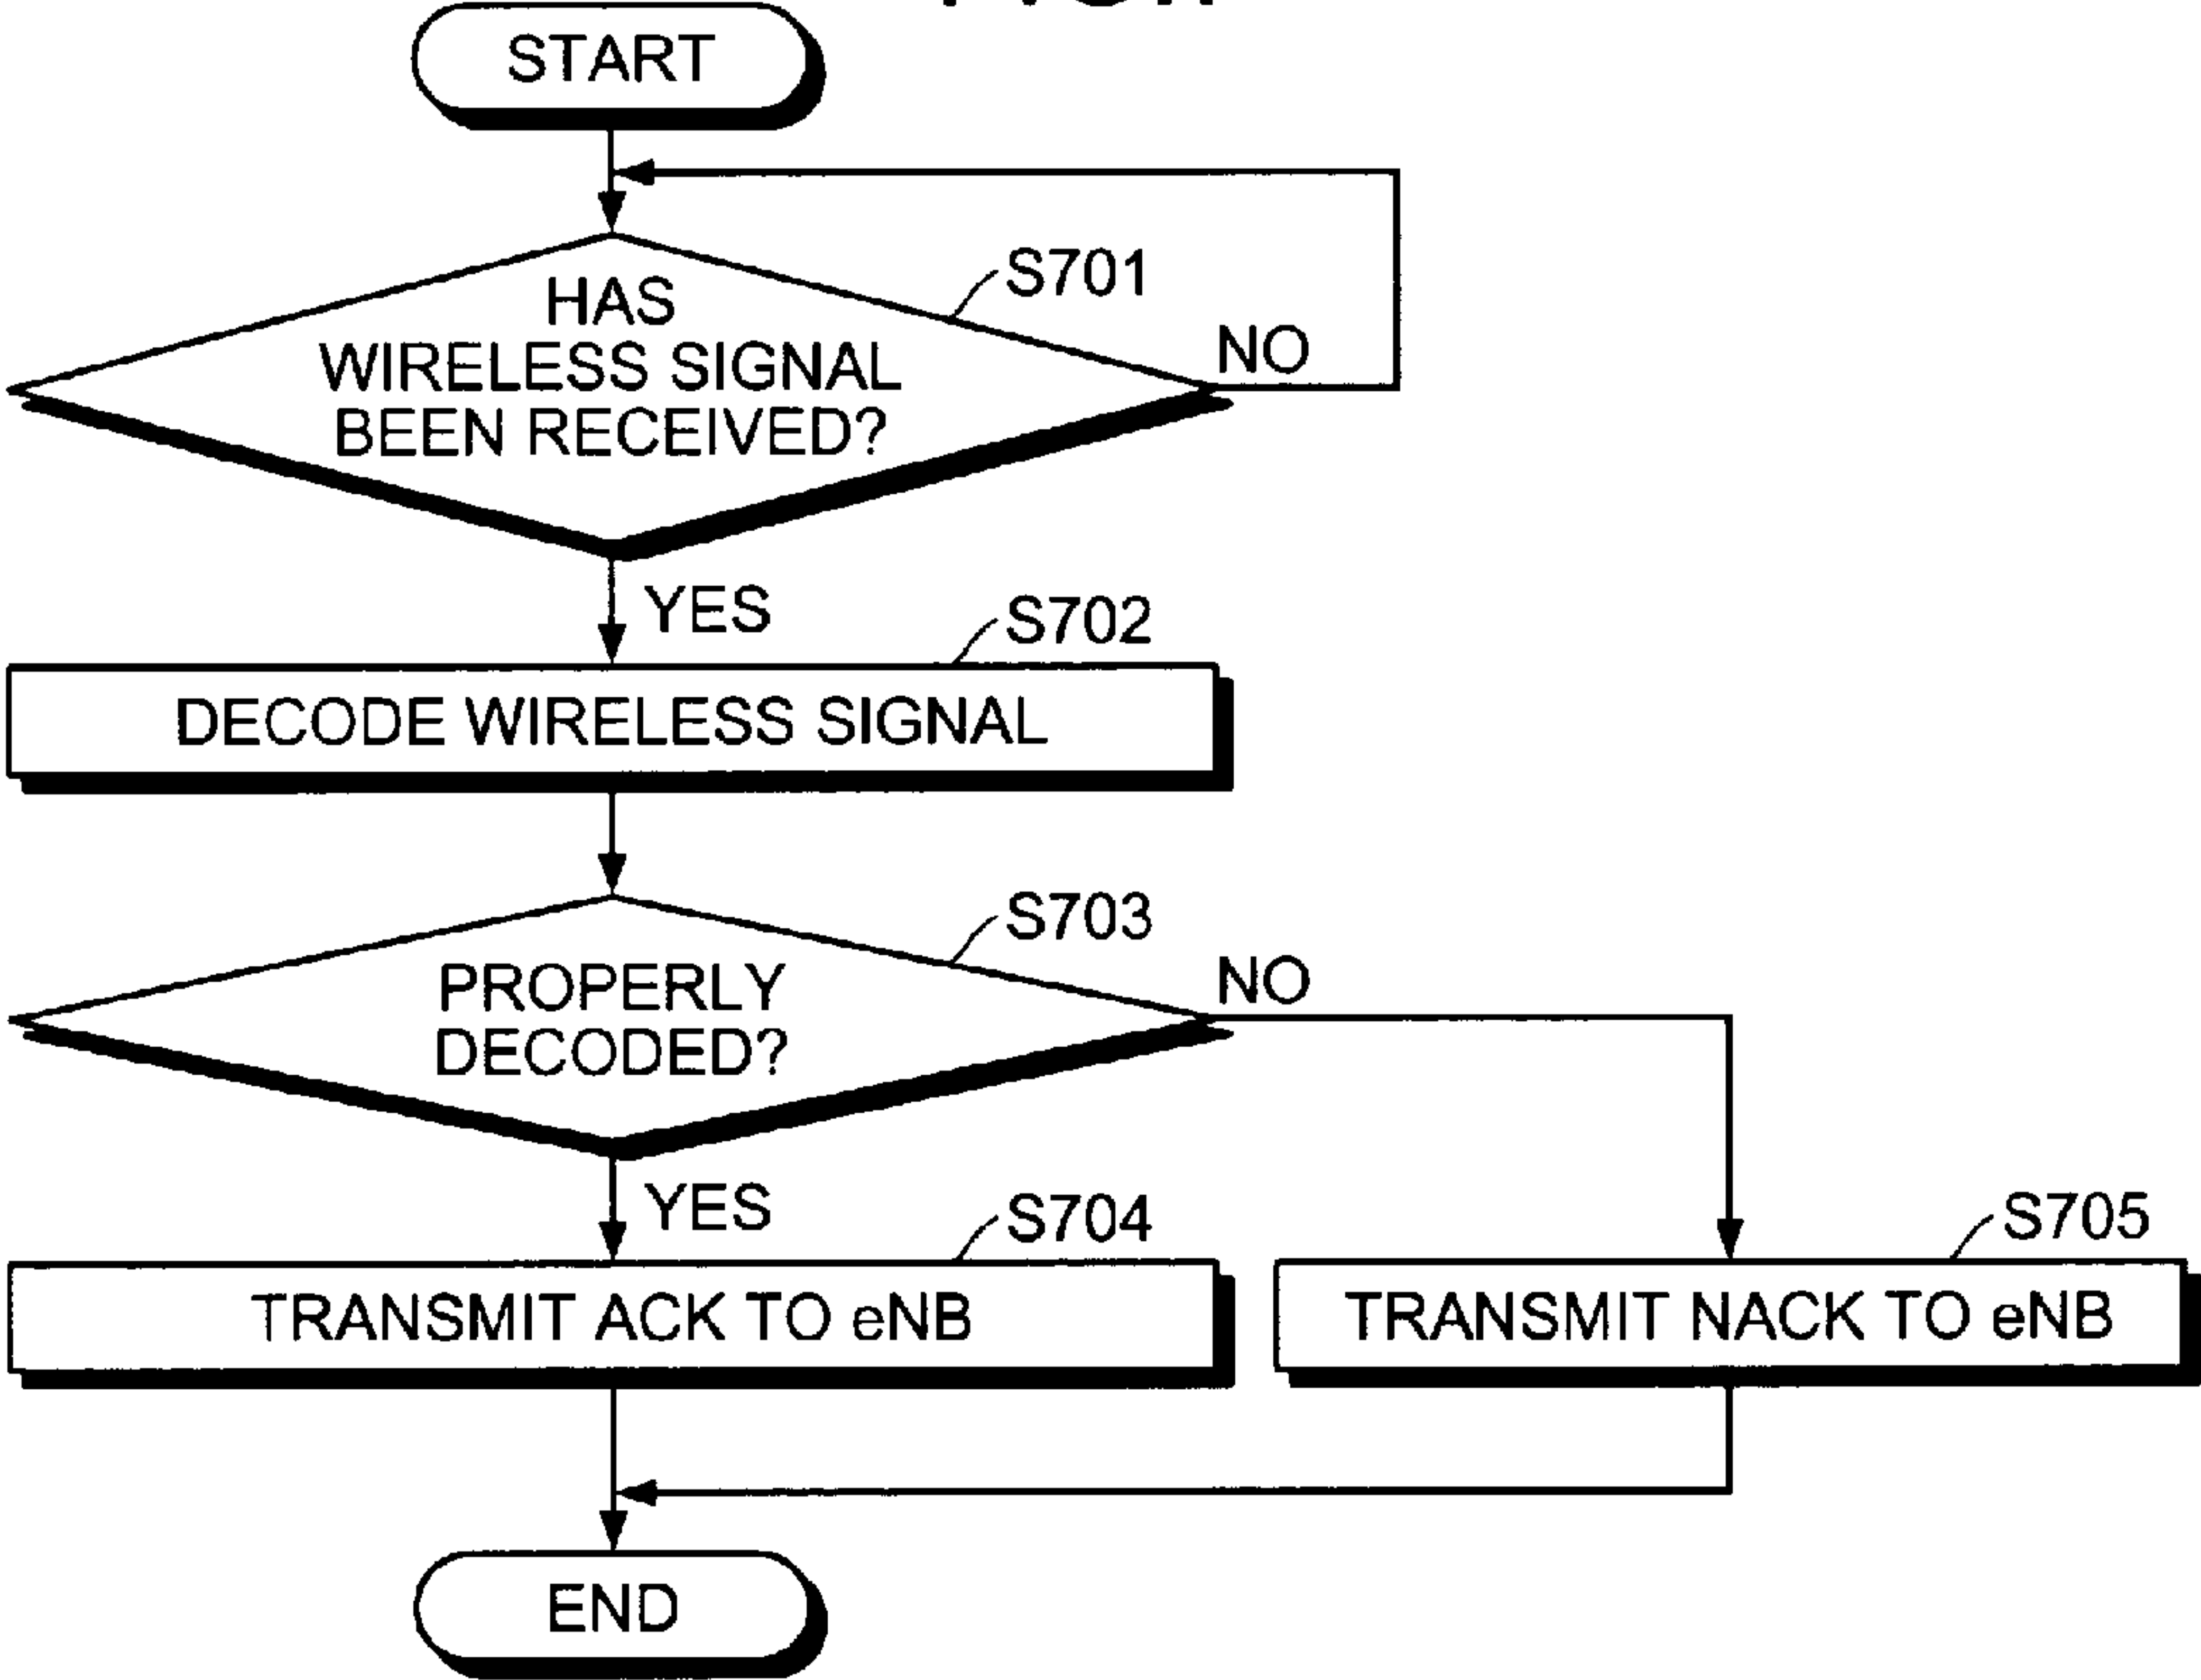 START
S701
HAS
WIRELESS SIGNAL
BEEN RECEIVED?
NO
YES
S702
DECODE WIRELESS SIGNAL
S703
PROPERLY
DECODED?
NO
YES
S704
TRANSMIT ACK TO eNB
S705
TRANSMIT NACK TO eNB
END